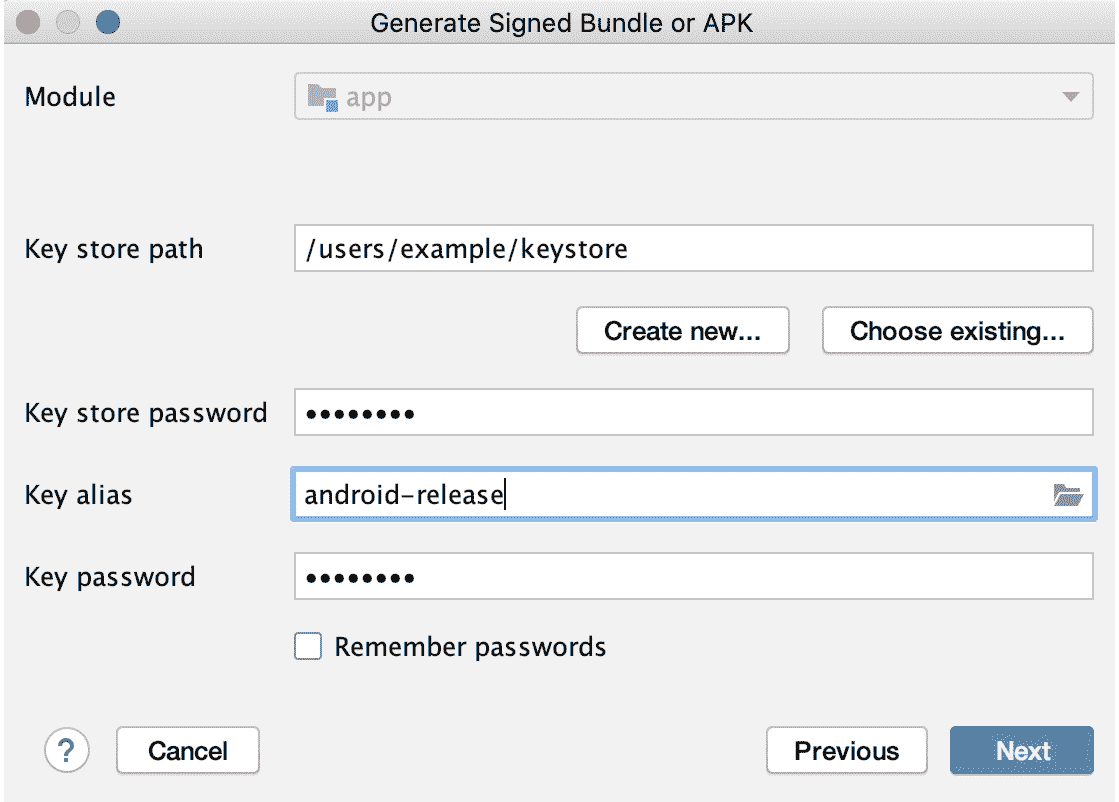 Generate Signed Bundle or APK
Module app
Key store path /users/example/keystore
Create new... Choose existing...
Key store password ••••••••
Key alias android-release
Key password ••••••••
Remember passwords
? Cancel Previous Next